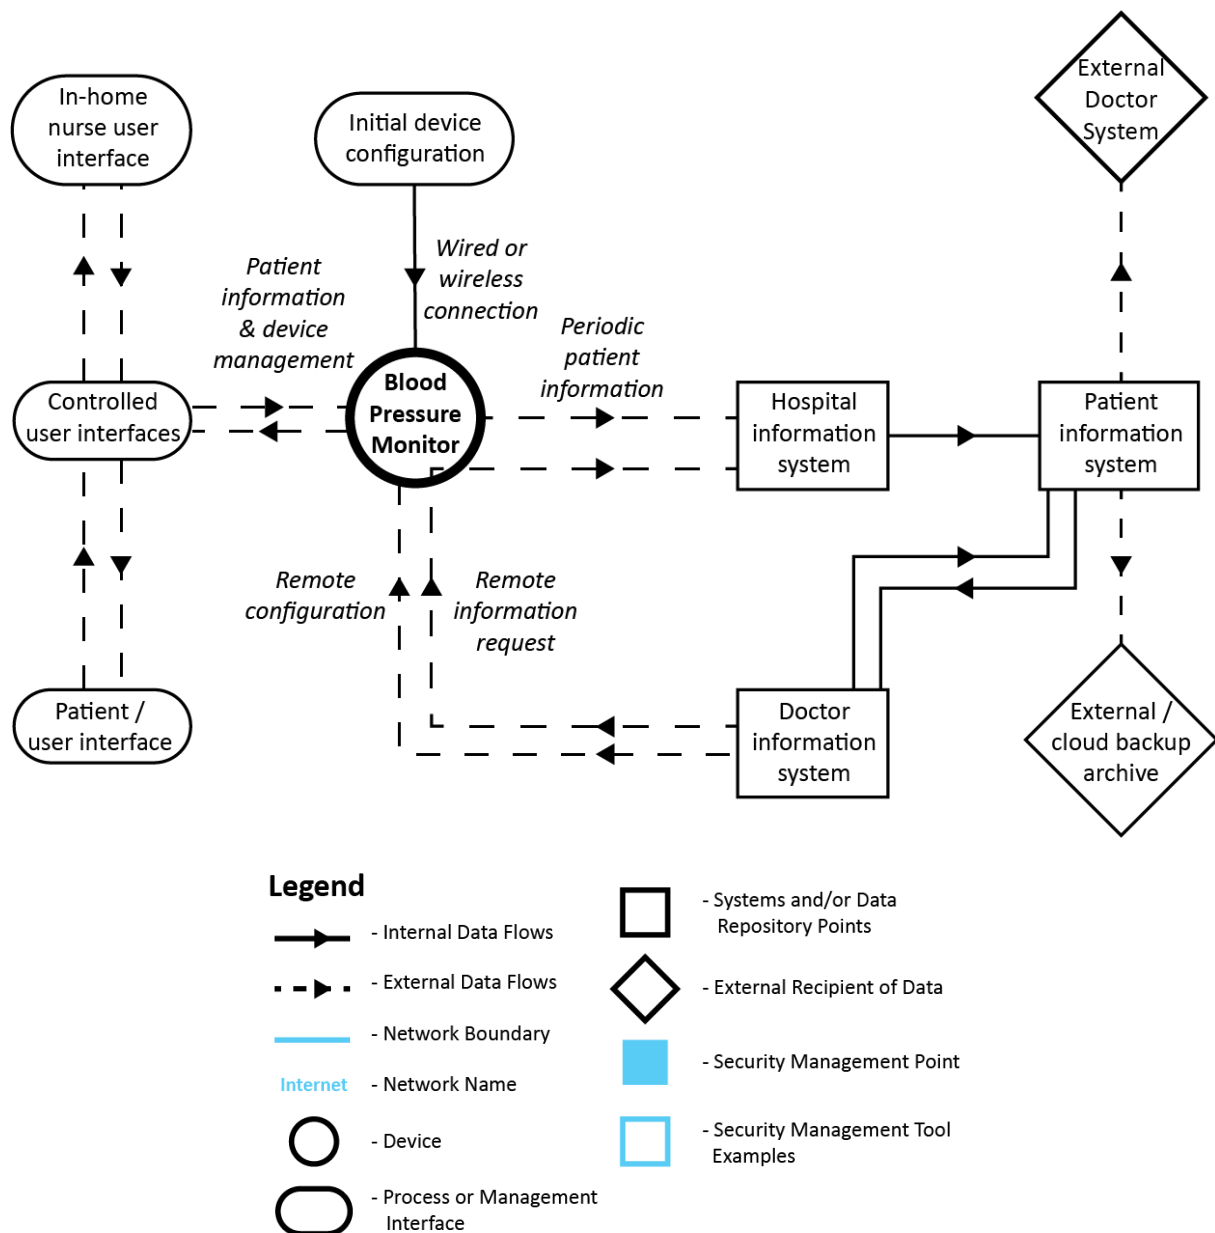 External
Doctor
System
In-home
nurse user
interface
Initial device
configuration
Wired or
wireless
connection
Patient
information
& device
management
Periodic
patient
information
Controlled
user interfaces
Blood
Pressure
Monitor
Hospital
information
system
Patient
information
system
Remote
configuration
Remote
information
request
Patient /
user interface
Doctor
information
system
External /
cloud backup
archive
Legend
- Internal Data Flows
- External Data Flows
- Network Boundary
Internet - Network Name
- Device
- Process or Management
Interface
- Systems and/or Data
Repository Points
- External Recipient of Data
- Security Management Point
- Security Management Tool
Examples